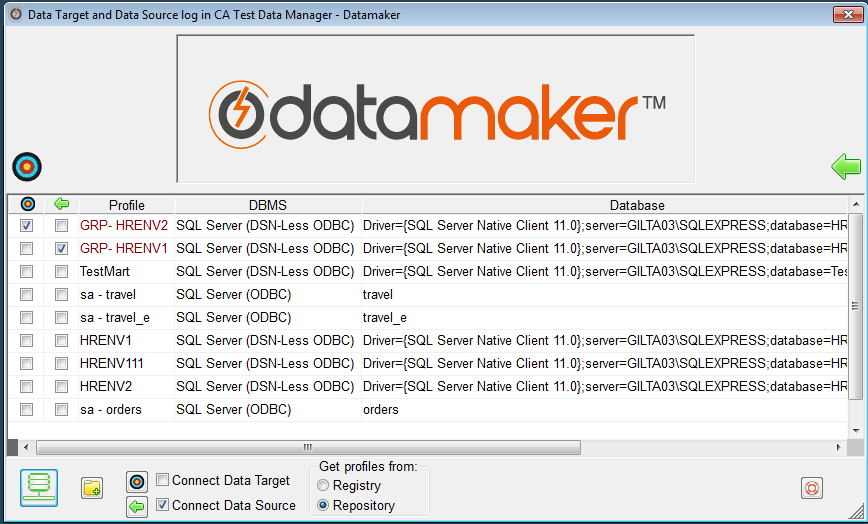 Data Target and Data Source log in CA Test Data Manager - Datamaker
datamaker™
Profile DBMS Database
GRP- HRENV2 SQL Server (DSN-Less ODBC) Driver={SQL Server Native Client 11.0};server=GILTA03\SQLEXPRESS;database=HR
GRP- HRENV1 SQL Server (DSN-Less ODBC) Driver={SQL Server Native Client 11.0};server=GILTA03\SQLEXPRESS;database=HR
TestMart SQL Server (DSN-Less ODBC) Driver={SQL Server Native Client 11.0};server=GILTA03\SQLEXPRESS;database=Tes
sa - travel SQL Server (ODBC) travel
sa - travel_e SQL Server (ODBC) travel_e
HRENV1 SQL Server (DSN-Less ODBC) Driver={SQL Server Native Client 11.0};server=GILTA03\SQLEXPRESS;database=HR
HRENV111 SQL Server (DSN-Less ODBC) Driver={SQL Server Native Client 11.0};server=GILTA03\SQLEXPRESS;database=HR
HRENV2 SQL Server (DSN-Less ODBC) Driver={SQL Server Native Client 11.0};server=GILTA03\SQLEXPRESS;database=HR
sa - orders SQL Server (ODBC) orders
Connect Data Target
Connect Data Source
Get profiles from:
Registry
Repository